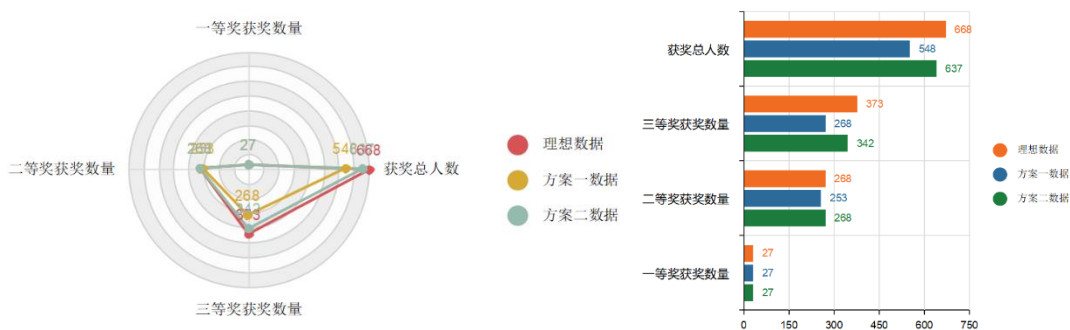 一等奖获奖数量
27
二等奖获奖数量
668
获奖总人数
268
三等奖获奖数量
理想数据
方案一数据
方案二数据
获奖总人数
668
548
637
三等奖获奖数量
373
268
342
二等奖获奖数量
268
253
268
一等奖获奖数量
27
27
27
0
150
300
450
600
750
理想数据
方案一数据
方案二数据